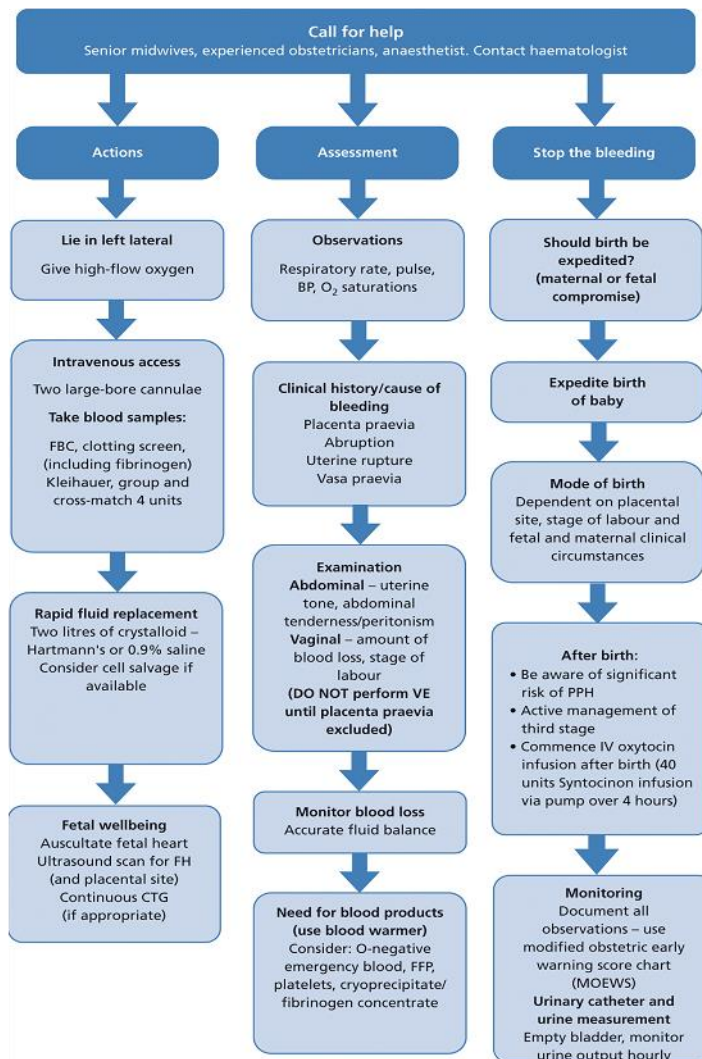 Call for help
Senior midwives, experienced obstetricians, anaesthetist. Contact haematologist
Actions
Lie in left lateral
Give high-flow oxygen
Intravenous access
Two large-bore cannulae
Take blood samples:
FBC, clotting screen,
(including fibrinogen)
Kleihauer, group and
cross-match 4 units
Rapid fluid replacement
Two litres of crystalloid –
Hartmann's or 0.9% saline
Consider cell salvage if
available
Fetal wellbeing
Auscultate fetal heart
Ultrasound scan for FH
(and placental site)
Continuous CTG
(if appropriate)
Assessment
Observations
Respiratory rate, pulse,
BP, O₂ saturations
Clinical history/cause of
bleeding
Placenta praevia
Abruption
Uterine rupture
Vasa praevia
Examination
Abdominal – uterine
tone, abdominal
tenderness/peritonism
Vaginal – amount of
blood loss, stage of
labour
(DO NOT perform VE
until placenta praevia
excluded)
Monitor blood loss
Accurate fluid balance
Need for blood products
(use blood warmer)
Consider: O-negative
emergency blood, FFP,
platelets, cryoprecipitate/
fibrinogen concentrate
Stop the bleeding
Should birth be
expedited?
(maternal or fetal
compromise)
Expedite birth
of baby
Mode of birth
Dependent on placental
site, stage of labour and
fetal and maternal clinical
circumstances
After birth:
• Be aware of significant
risk of PPH
• Active management of
third stage
• Commence IV oxytocin
infusion after birth (40
units Syntocinon infusion
via pump over 4 hours)
Monitoring
Document all
observations – use
modified obstetric early
warning score chart
(MOEWS)
Urinary catheter and
urine measurement
Empty bladder, monitor
urine output hourly